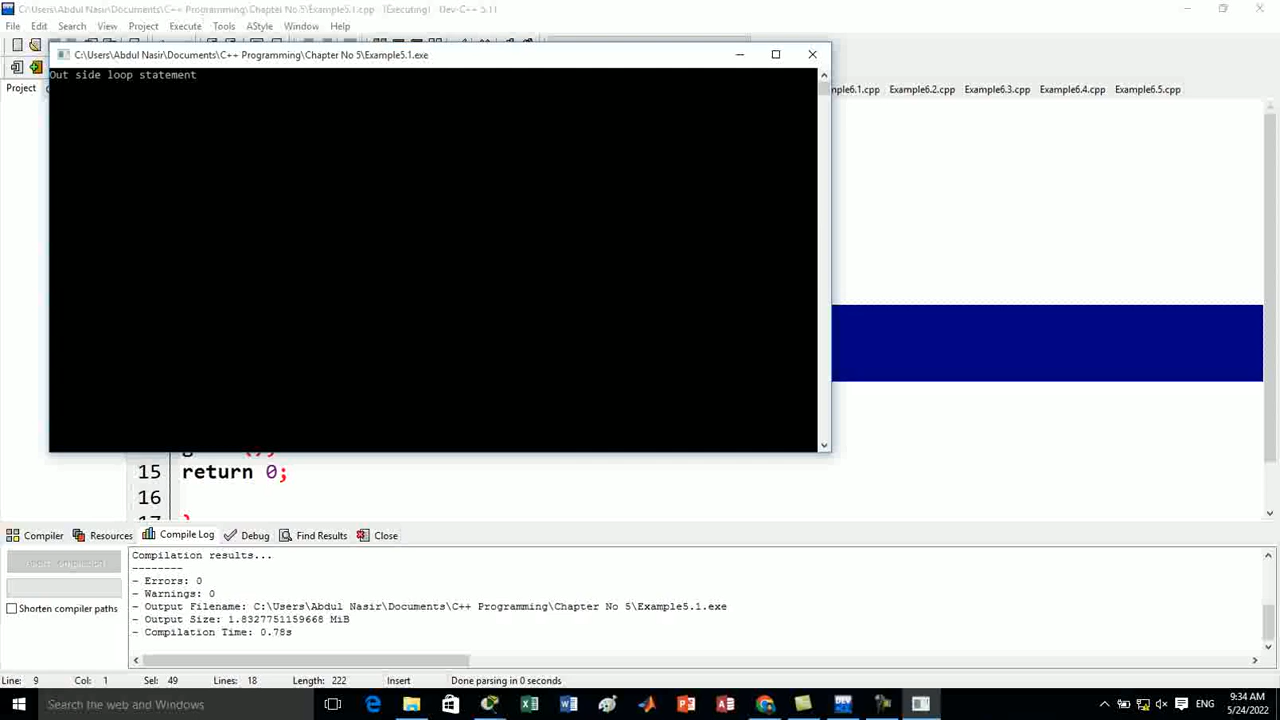 C:\Users\Abdul Nasir\Documents\C++ Programming\Chapter No 5\Example5.1.cpp - [Executing] - Dev-C++ 5.11
File Edit Search View Project Execute Tools AStyle Window Help
C:\Users\Abdul Nasir\Documents\C++ Programming\Chapter No 5\Example5.1.exe
Out side loop statement
Project
Example6.2.cpp Example6.3.cpp Example6.4.cpp Example6.5.cpp
15 return 0;
16
17 }
Compiler Resources Compile Log Debug Find Results Close
Compilation results...
--------
- Errors: 0
- Warnings: 0
- Output Filename: C:\Users\Abdul Nasir\Documents\C++ Programming\Chapter No 5\Example5.1.exe
- Output Size: 1.8327751159668 MiB
- Compilation Time: 0.78s
Shorten compiler paths
Line: 9 Col: 1 Sel: 49 Lines: 18 Length: 222 Insert Done parsing in 0 seconds
Search the web and Windows
ENG
9:34 AM
5/24/2022